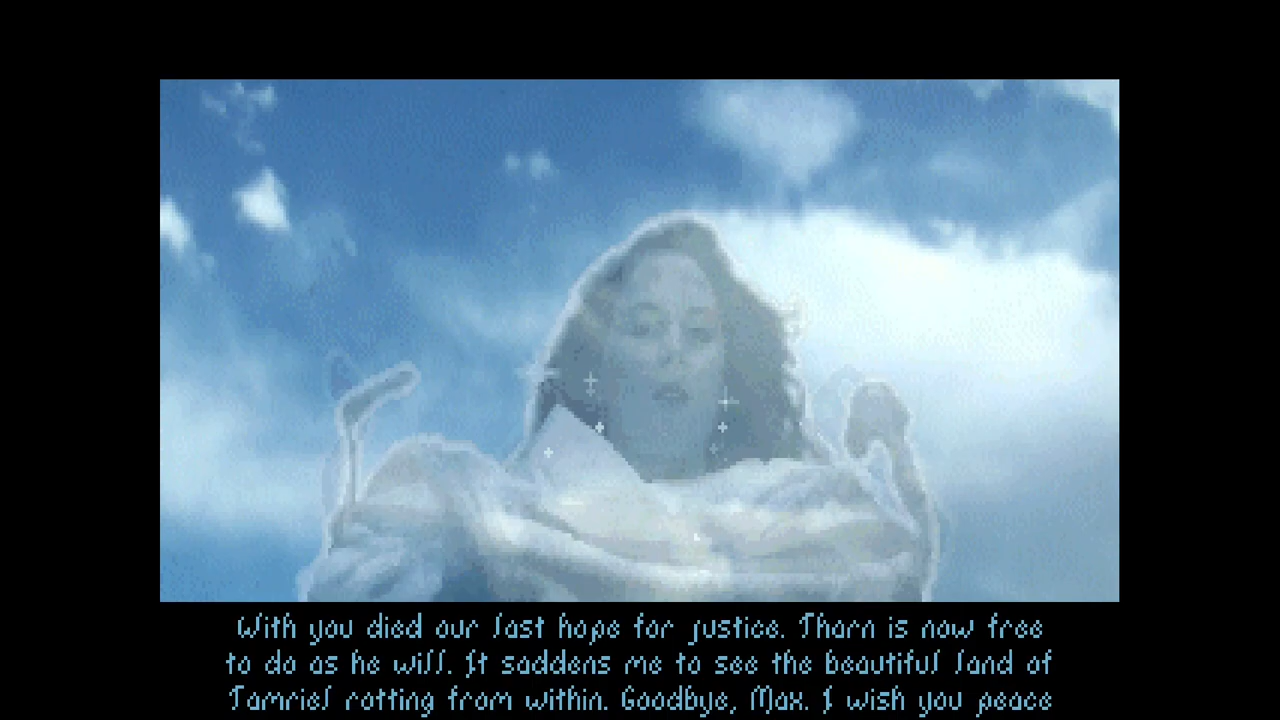 With you died our last hope for justice. Tharn is now free
to do as he will. It saddens me to see the beautiful land of
Tamriel rotting from within. Goodbye, Max. I wish you peace